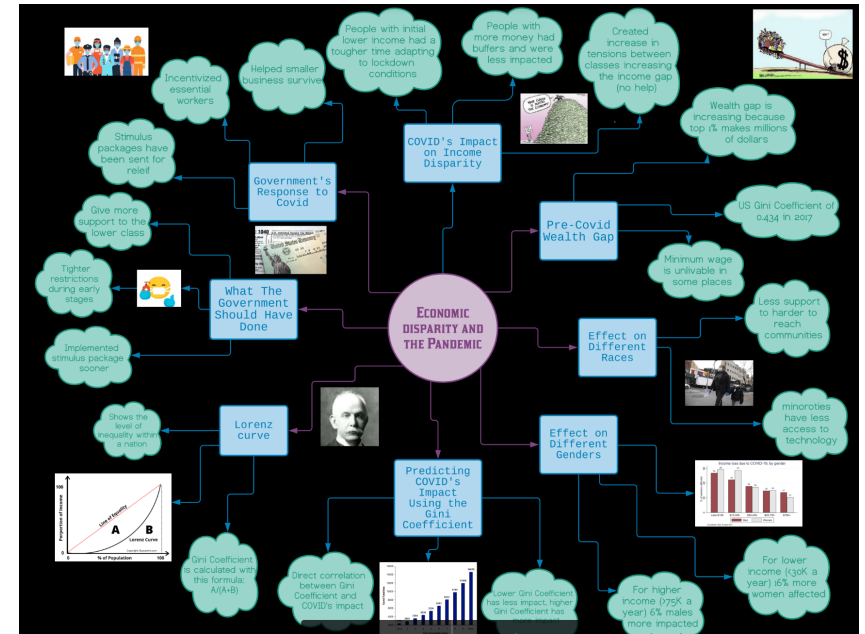 People with initial
lower income had a
tougher time adapting
to lockdown
conditions
People with
more money had
buffers and were
less impacted
Created
increase in
tensions between
classes increasing
the income gap
(no help)
Incentivized
essential
workers
Helped smaller
business survive
Stimulus
packages have
been sent for
releif
Government's
Response to
Covid
COVID's Impact
on Income
Disparity
Wealth gap is
increasing because
top 1% makes millions
of dollars
US Gini Coefficient of
0.434 in 2017
Pre-Covid
Wealth Gap
Minimum wage
is unlivable in
some places
Give more
support to the
lower class
Tighter
restrictions
during early
stages
Implemented
stimulus package
sooner
What The
Government
Should Have
Done
Economic
disparity and
the Pandemic
Effect on
Different
Races
Less support
to harder to
reach
communities
minoroties
have less
access to
technology
Shows the
level of
inequality within
a nation
Lorenz
curve
100
Line of Equality
A
B
Lorenz Curve
0
% of Population
100
Gini Coefficient
is calculated with
this formula:
A/(A+B)
Predicting
COVID's
Impact
Using the
Gini
Coefficient
Direct correlation
between Gini
Coefficient and
COVID's impact
Lower Gini Coefficient
has less impact, higher
Gini Coefficient has
Effect on
Different
Genders
Income loss due to COVID-19, by gender
For higher
income (>75K a
year) 6% males
more impacted
For lower
income (<30K a
year) 16% more
women affected